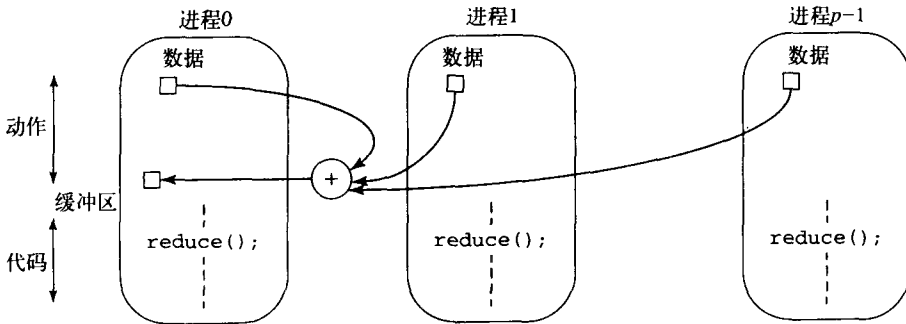 进程0
进程1
进程p-1
数据
数据
数据
动作
+
缓冲区
reduce();
reduce();
reduce();
代码